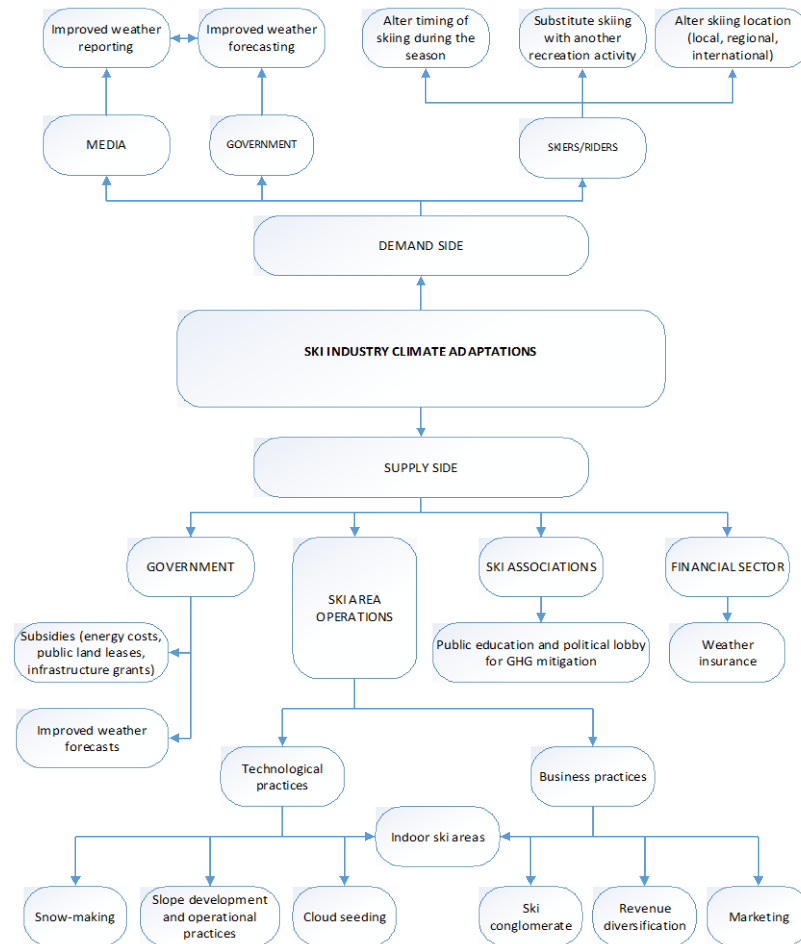 Improved weather
reporting
Improved weather
forecasting
Alter timing of
skiing during the
season
Substitute skiing
with another
recreation activity
Alter skiing location
(local, regional,
international)
MEDIA
GOVERNMENT
SKIERS/RIDERS
DEMAND SIDE
SKI INDUSTRY CLIMATE ADAPTATIONS
SUPPLY SIDE
GOVERNMENT
SKI AREA
OPERATIONS
SKI ASSOCIATIONS
FINANCIAL SECTOR
Subsidies (energy costs,
public land leases,
infrastructure grants)
Public education and political lobby
for GHG mitigation
Weather
insurance
Improved weather
forecasts
Technological
practices
Business practices
Indoor ski areas
Snow-making
Slope development
and operational
practices
Cloud seeding
Ski
conglomerate
Revenue
diversification
Marketing